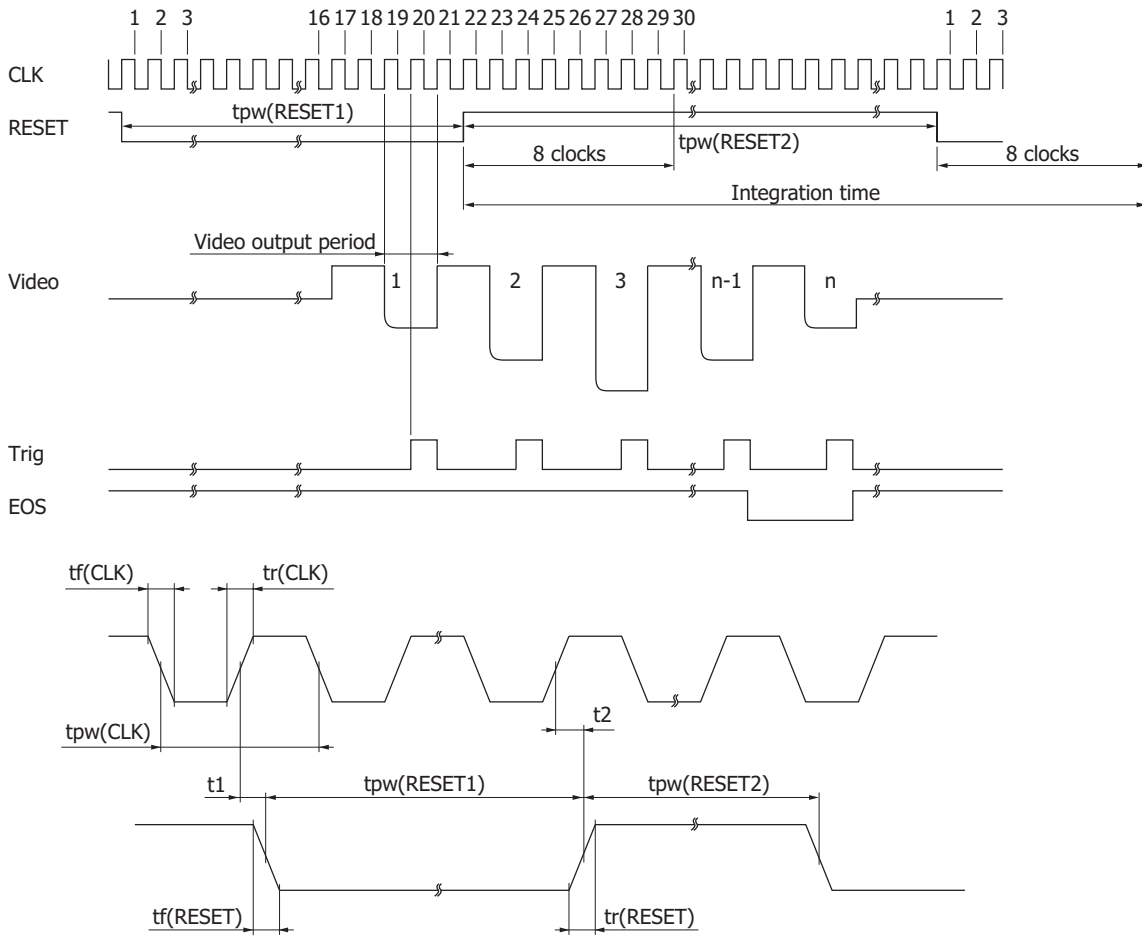 1 2 3 16 17 18 19 20 21 22 23 24 25 26 27 28 29 30 1 2 3
CLK
tpw(RESET1)
RESET
tpw(RESET2)
8 clocks
8 clocks
Integration time
Video output period
Video
1 2 3 n-1 n
Trig
EOS
tf(CLK) tr(CLK)
t2
tpw(CLK)
t1 tpw(RESET1) tpw(RESET2)
tf(RESET) tr(RESET)